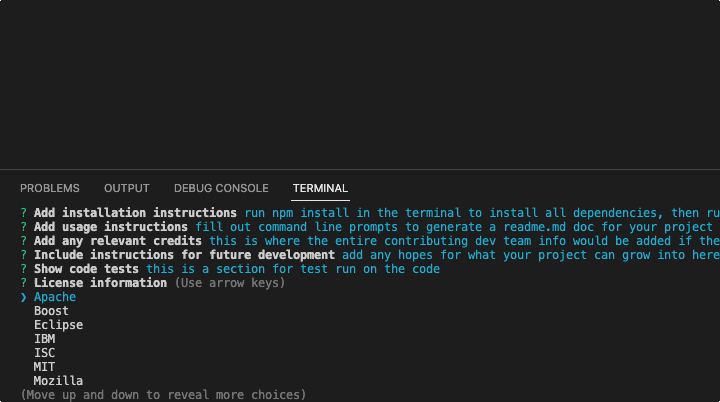 PROBLEMS OUTPUT DEBUG CONSOLE TERMINAL
? Add installation instructions run npm install in the terminal to install all dependencies, then ru
? Add usage instructions fill out command line prompts to generate a readme.md doc for your project
? Add any relevant credits this is where the entire contributing dev team info would be added if the
? Include instructions for future development add any hopes for what your project can grow into here
? Show code tests this is a section for test run on the code
? License information (Use arrow keys)
❯ Apache
Boost
Eclipse
IBM
ISC
MIT
Mozilla
(Move up and down to reveal more choices)